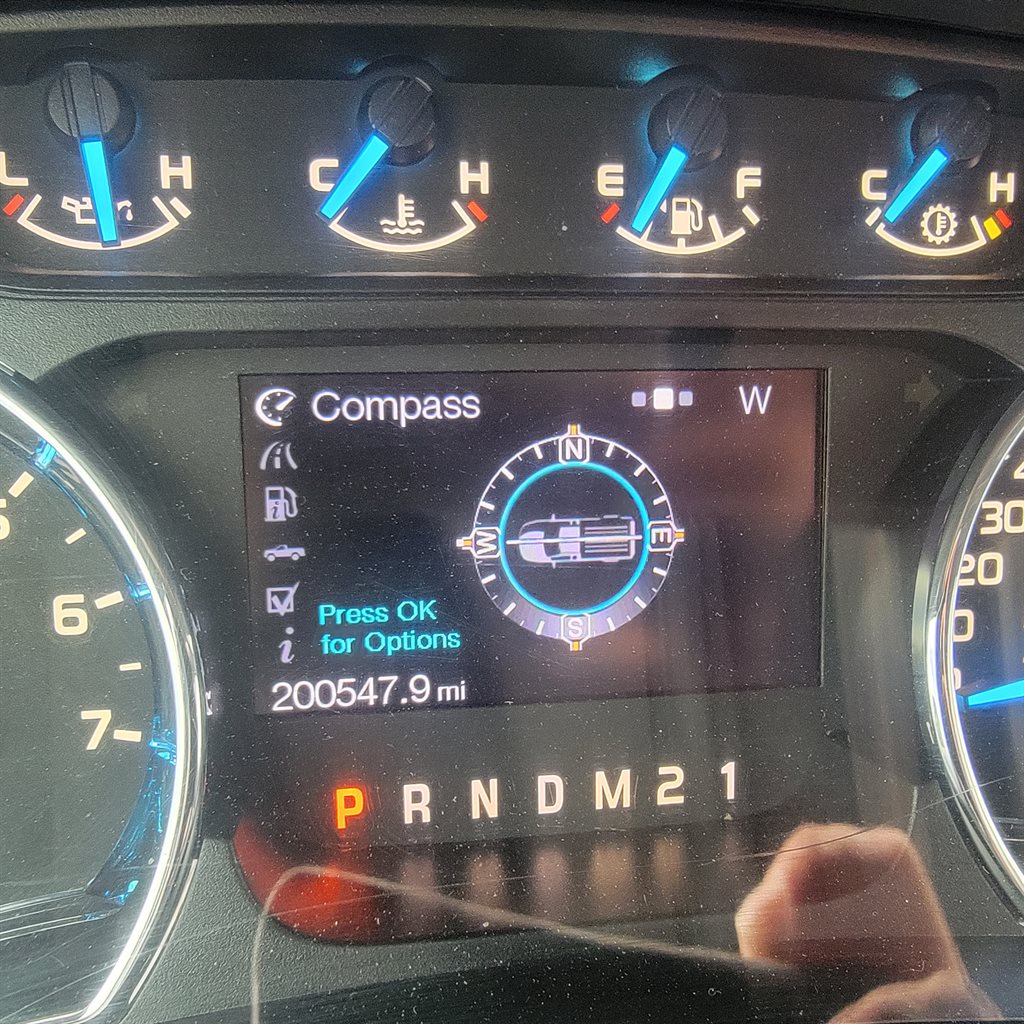 L H C H E F C H
Compass W
N
W E
S
Press OK
for Options
200547.9 mi
6
7
30
20
P R N D M 2 1